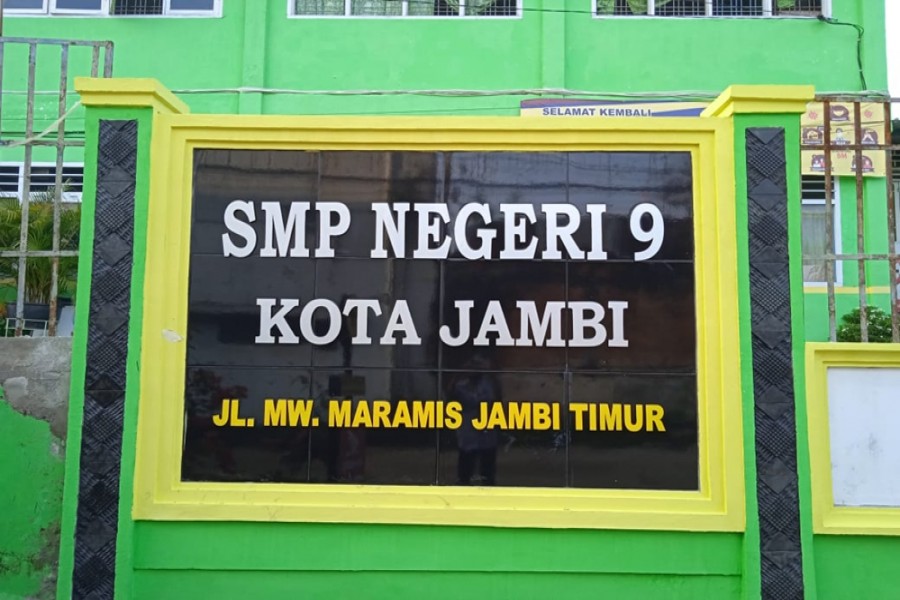 SELAMAT KEMBALI
SMP NEGERI 9
KOTA JAMBI
JL. MW. MARAMIS JAMBI TIMUR